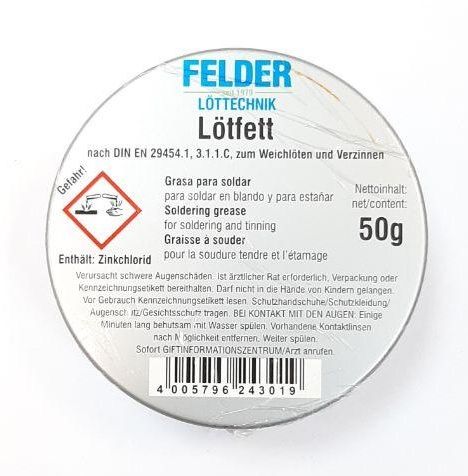 FELDER
seit 1979
LÖTTECHNIK
Lötfett
nach DIN EN 29454.1, 3.1.1.C, zum Weichlöten und Verzinnen
Gefahr!
Enthält: Zinkchlorid
Grasa para soldar
para soldar en blando y para estañar
Soldering grease
for soldering and tinning
Graisse à souder
pour la soudure tendre et l'étamage
Nettoinhalt:
net/content:
50g
Verursacht schwere Augenschäden. Ist ärztlicher Rat erforderlich, Verpackung oder
Kennzeichnungsetikett bereithalten. Darf nicht in die Hände von Kindern gelangen.
Vor Gebrauch Kennzeichnungsetikett lesen. Schutzhandschuhe/Schutzkleidung/
Augenschutz/Gesichtsschutz tragen. BEI KONTAKT MIT DEN AUGEN: Einige
Minuten lang behutsam mit Wasser spülen. Vorhandene Kontaktlinsen
nach Möglichkeit entfernen. Weiter spülen.
Sofort GIFTINFORMATIONSZENTRUM/Arzt anrufen.
4 005796 243019